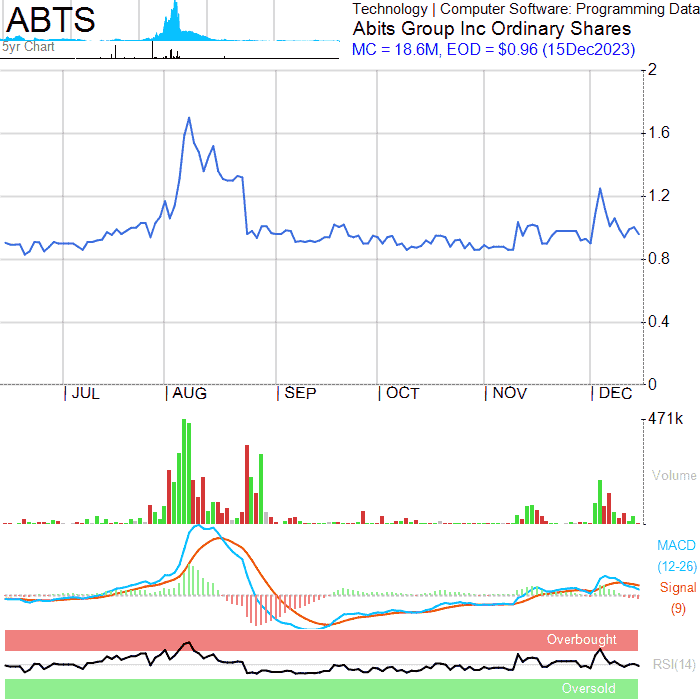 ABTS
5yr Chart
Technology | Computer Software: Programming Data
Abits Group Inc Ordinary Shares
MC = 18.6M, EOD = $0.96 (15Dec2023)
2
1.6
1.2
0.8
0.4
0
| JUL | AUG | SEP | OCT | NOV | DEC
471k
Volume
MACD
(12-26)
Signal
(9)
Overbought
RSI(14)
Oversold